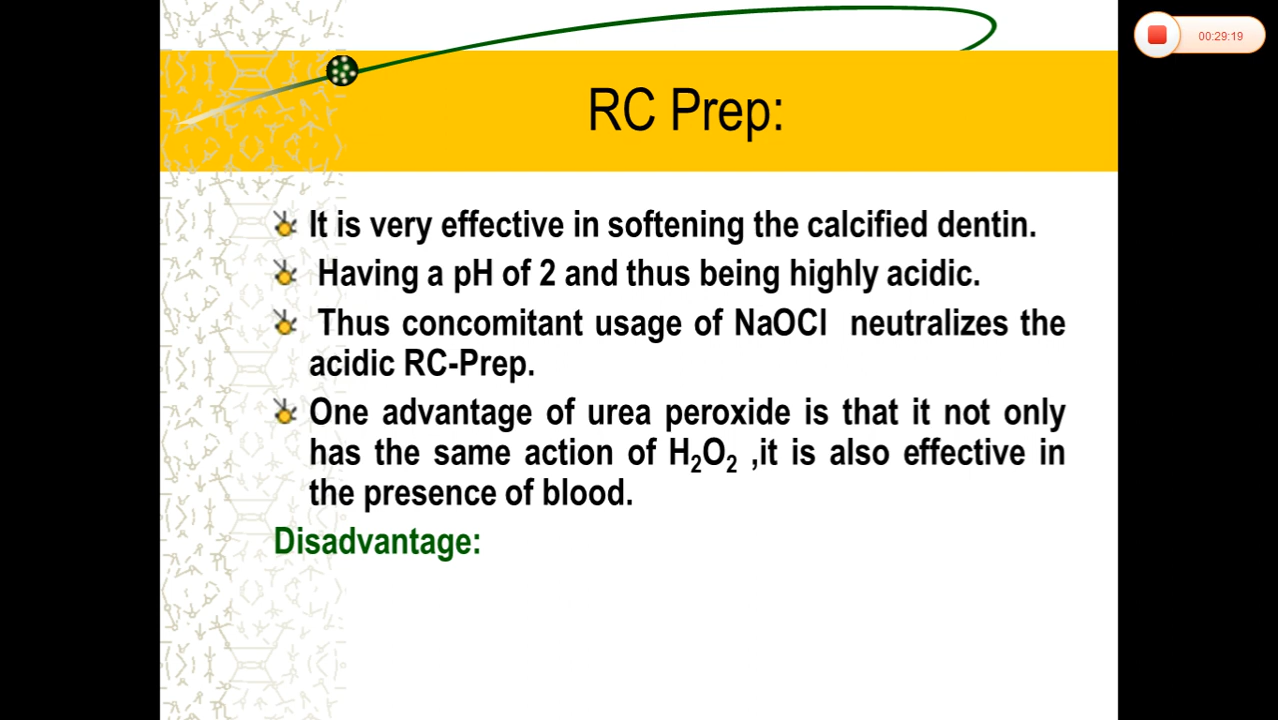 00:29:19
RC Prep:
It is very effective in softening the calcified dentin.
Having a pH of 2 and thus being highly acidic.
Thus concomitant usage of NaOCl neutralizes the
acidic RC-Prep.
One advantage of urea peroxide is that it not only
has the same action of H₂O₂ ,it is also effective in
the presence of blood.
Disadvantage: